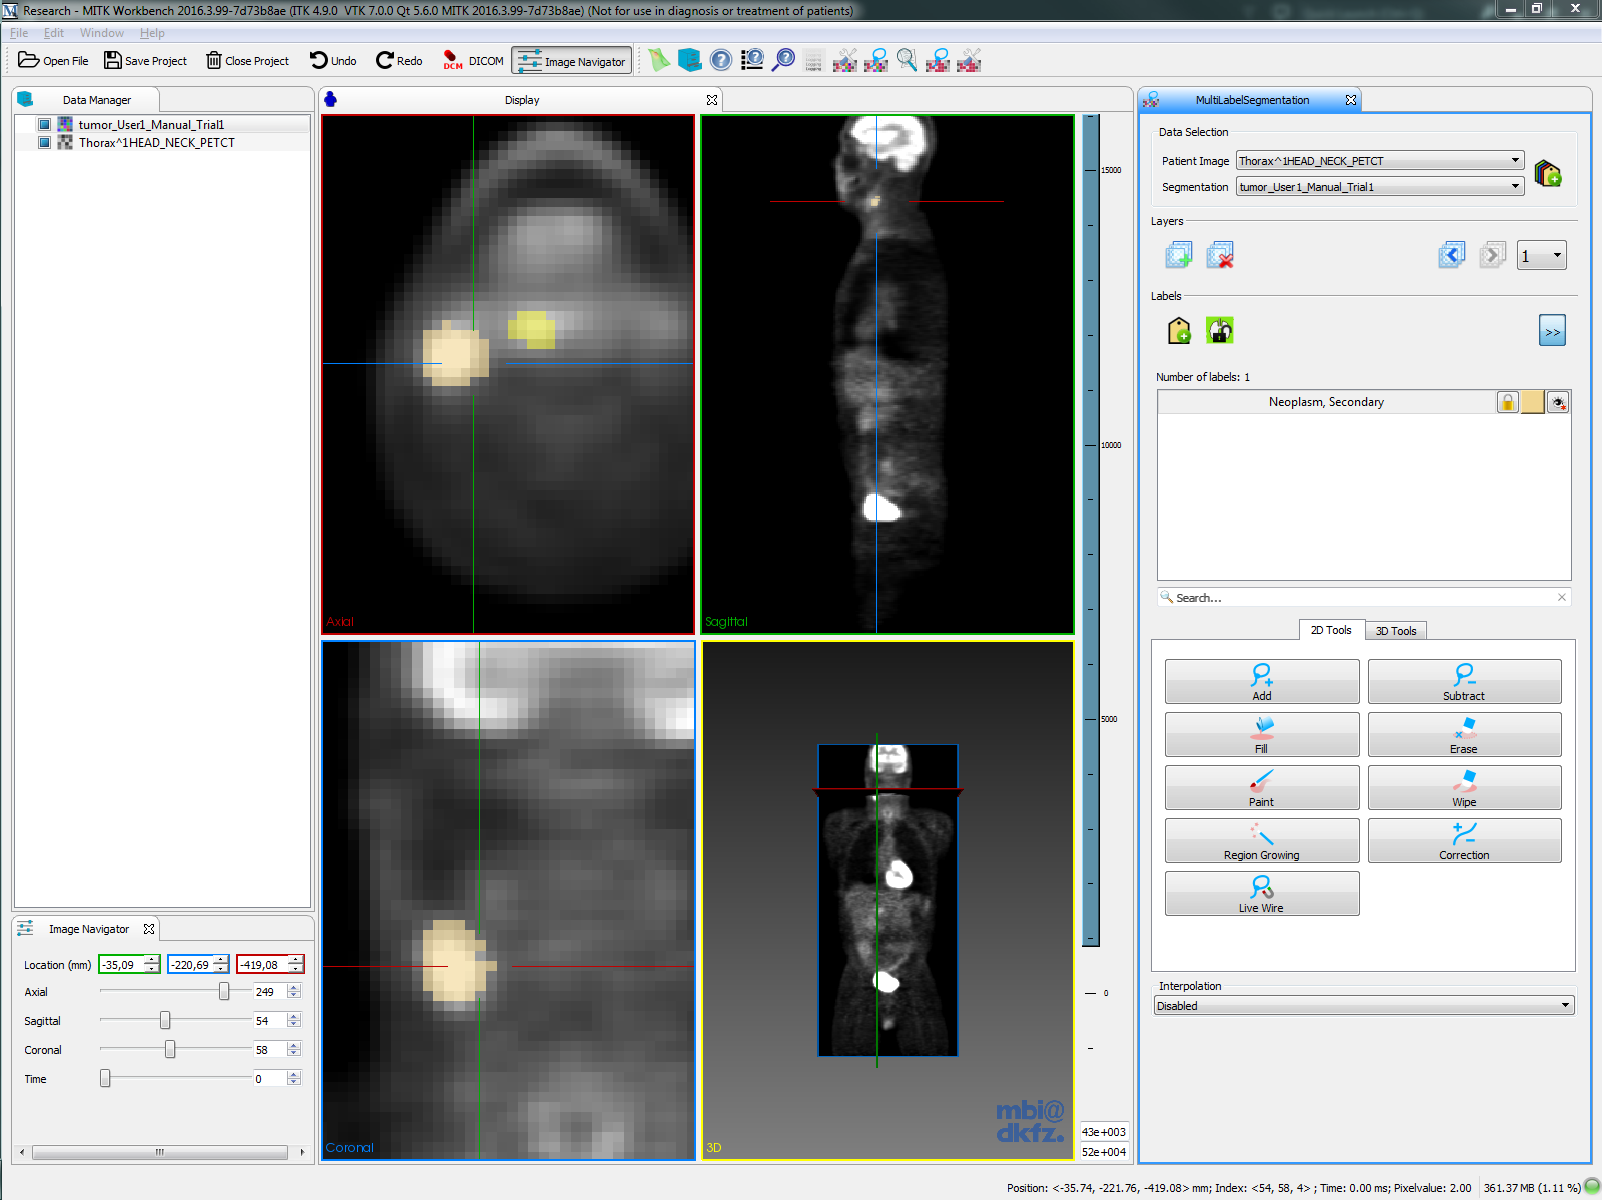 Research - MITK Workbench 2016.3.99-7d73b8ae (ITK 4.9.0 VTK 7.0.0 Qt 5.6.0 MITK 2016.3.99-7d73b8ae) (Not for use in diagnosis or treatment of patients)
File Edit Window Help
Open File Save Project Close Project Undo Redo DCM DICOM Image Navigator
Data Manager
tumor_User1_Manual_Trial1
Thorax^1HEAD_NECK_PETCT
Image Navigator
Location (mm) -35,09 -220,69 -419,08
Axial 249
Sagittal 54
Coronal 58
Time 0
Display
Axial
Sagittal
Coronal
3D
mbi@
dkfz.
15000
10000
5000
0
43e+003
52e+004
MultiLabelSegmentation
Data Selection
Patient Image Thorax^1HEAD_NECK_PETCT
Segmentation tumor_User1_Manual_Trial1
Layers
1
Labels
>>
Number of labels: 1
Neoplasm, Secondary
Search...
2D Tools 3D Tools
Add Subtract
Fill Erase
Paint Wipe
Region Growing Correction
Live Wire
Interpolation
Disabled
Position: <-35.74, -221.76, -419.08> mm; Index: <54, 58, 4> ; Time: 0.00 ms; Pixelvalue: 2.00 361.37 MB (1.11 %)